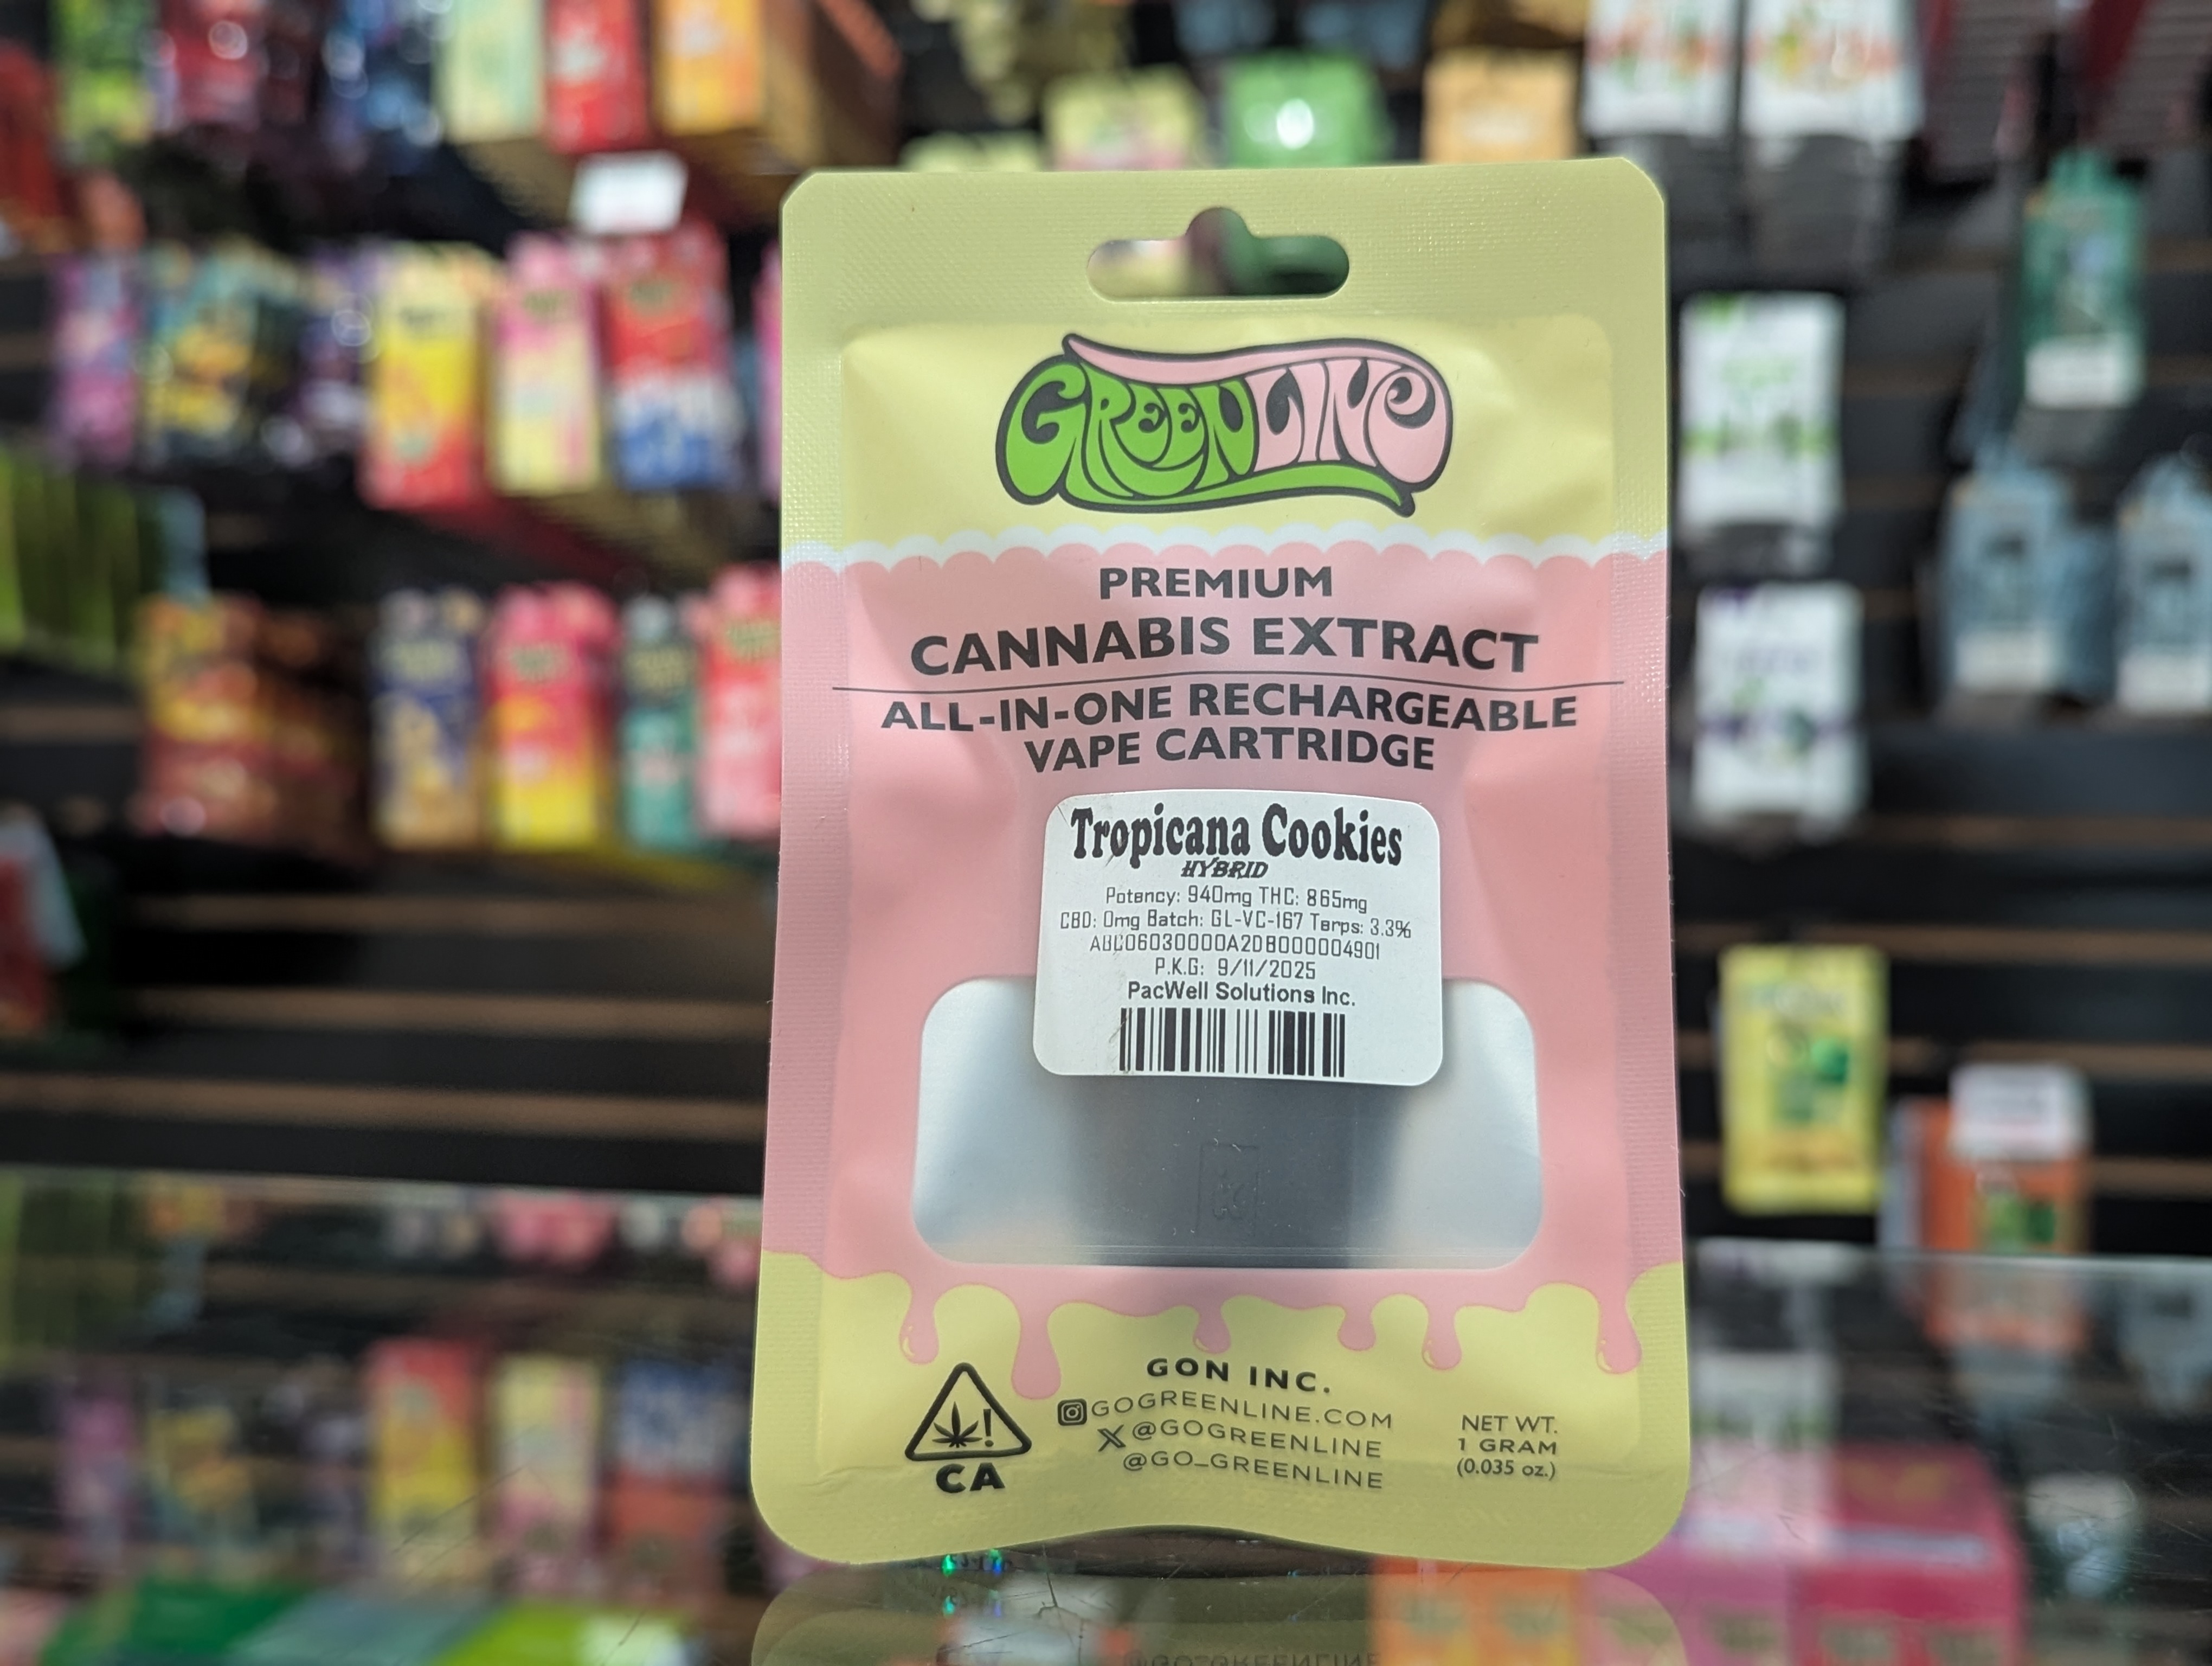 GREENLINE
PREMIUM
CANNABIS EXTRACT
ALL-IN-ONE RECHARGEABLE
VAPE CARTRIDGE
Tropicana Cookies
HYBRID
Potency: 940mg THC: 865mg
CBD: 0mg Batch: GL-VC-167 Terps: 3.3%
P.K.G: 9/11/2025
PacWell Solutions Inc.
GON INC.
GOGREENLINE.COM
@GOGREENLINE
@GO_GREENLINE
CA
NET WT.
1 GRAM
(0.035 oz.)